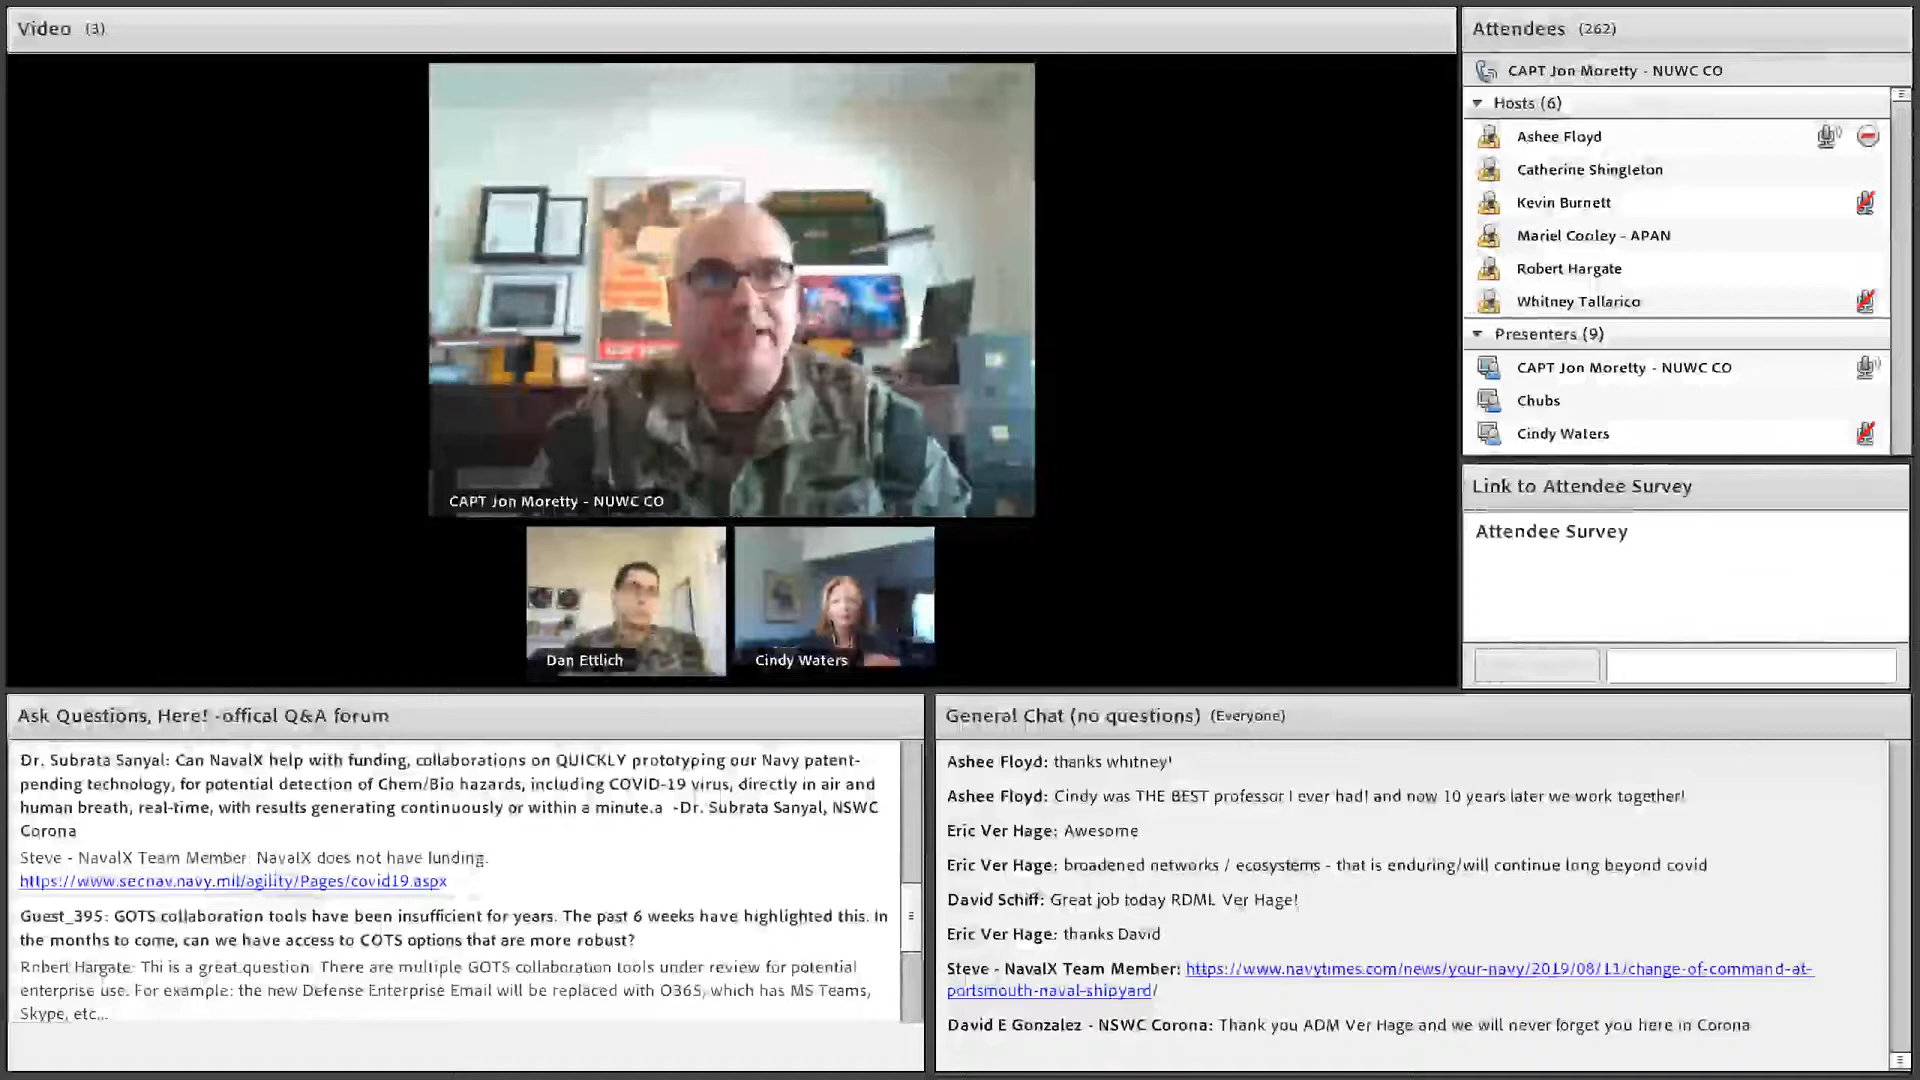 Video (3)
CAPT Jon Moretty - NUWC CO
Dan Ettlich
Cindy Waters
Attendees (262)
CAPT Jon Moretty - NUWC CO
Hosts (6)
Ashee Floyd
Catherine Shingleton
Kevin Burnett
Mariel Cooley - APAN
Robert Hargate
Whitney Tallarico
Presenters (9)
CAPT Jon Moretty - NUWC CO
Chubs
Cindy Waters
Link to Attendee Survey
Attendee Survey
Ask Questions, Here! -offical Q&A forum
Dr. Subrata Sanyal: Can NavalX help with funding, collaborations on QUICKLY prototyping our Navy patent-
pending technology, for potential detection of Chem/Bio hazards, including COVID-19 virus, directly in air and
human breath, real-time, with results generating continuously or within a minute.a -Dr. Subrata Sanyal, NSWC
Corona
Steve - NavalX Team Member: NavalX does not have funding.
https://www.secnav.navy.mil/agility/Pages/covid19.aspx
Guest_395: GOTS collaboration tools have been insufficient for years. The past 6 weeks have highlighted this. In
the months to come, can we have access to COTS options that are more robust?
Robert Hargate: Thi is a great question. There are multiple GOTS collaboration tools under review for potential
enterprise use. For example: the new Defense Enterprise Email will be replaced with O365, which has MS Teams,
Skype, etc...
General Chat (no questions) (Everyone)
Ashee Floyd: thanks whitney!
Ashee Floyd: Cindy was THE BEST professor I ever had! and now 10 years later we work together!
Eric Ver Hage: Awesome
Eric Ver Hage: broadened networks / ecosystems - that is enduring/will continue long beyond covid
David Schiff: Great job today RDML Ver Hage!
Eric Ver Hage: thanks David
Steve - NavalX Team Member: https://www.navytimes.com/news/your-navy/2019/08/11/change-of-command-at-
portsmouth-naval-shipyard/
David E Gonzalez - NSWC Corona: Thank you ADM Ver Hage and we will never forget you here in Corona